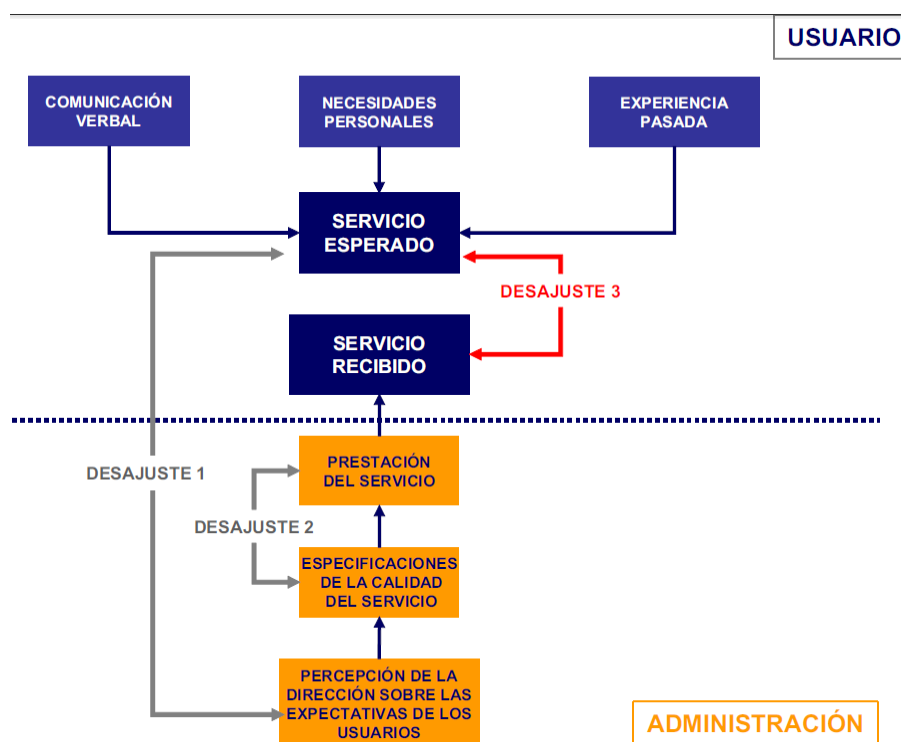 USUARIO
COMUNICACIÓN
VERBAL
NECESIDADES
PERSONALES
EXPERIENCIA
PASADA
SERVICIO
ESPERADO
DESAJUSTE 3
SERVICIO
RECIBIDO
PRESTACIÓN
DEL SERVICIO
DESAJUSTE 1
DESAJUSTE 2
ESPECIFICACIONES
DE LA CALIDAD
DEL SERVICIO
PERCEPCIÓN DE LA
DIRECCIÓN SOBRE LAS
EXPECTATIVAS DE LOS
USUARIOS
ADMINISTRACIÓN